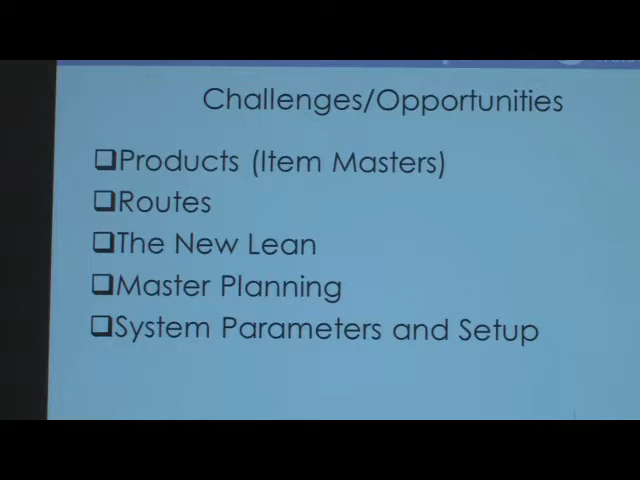 Challenges/Opportunities
❑Products (Item Masters)
❑Routes
❑The New Lean
❑Master Planning
❑System Parameters and Setup